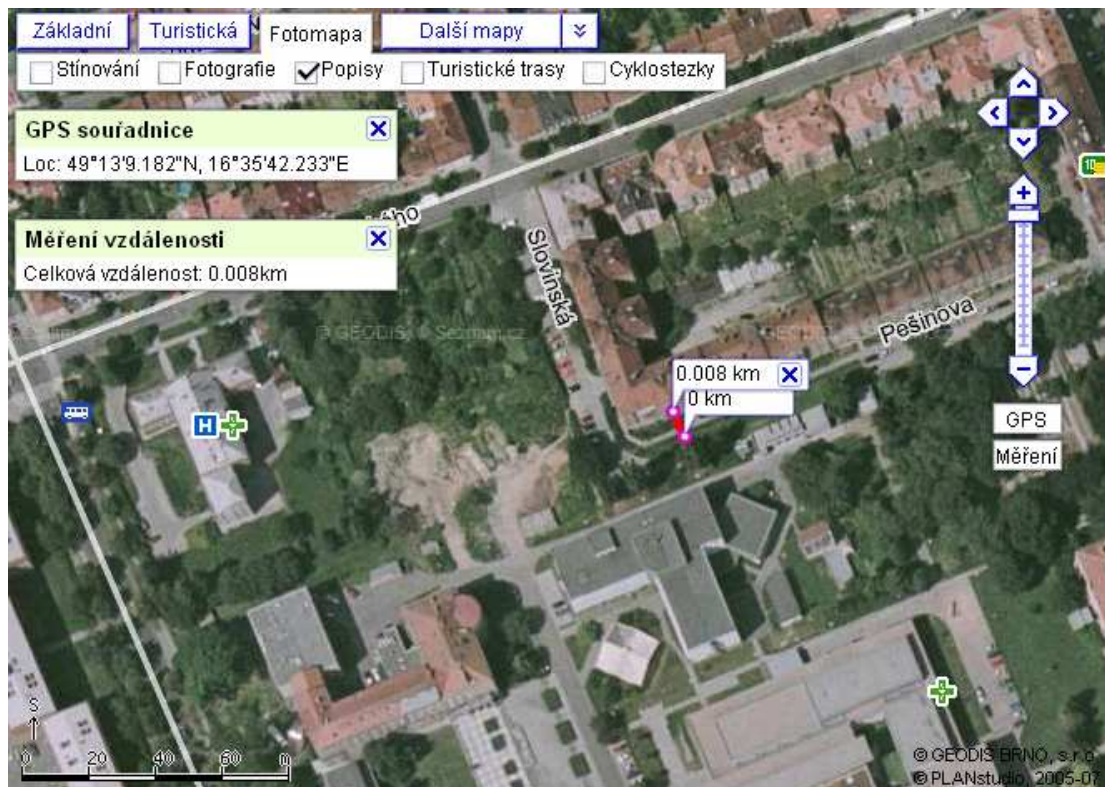 Základní Turistická Fotomapa Další mapy
Stínování Fotografie Popisy Turistické trasy Cyklostezky
GPS souřadnice
Loc: 49°13'9.182"N, 16°35'42.233"E
Měření vzdálenosti
Celková vzdálenost: 0.008km
Slovinská
Pešinova
0.008 km
0 km
H
GPS
Měření
© GEODIS © Seznam.cz
S
0 20 40 60 m
© GEODIS BRNO, s.r.o
© PLANstudio, 2005-07